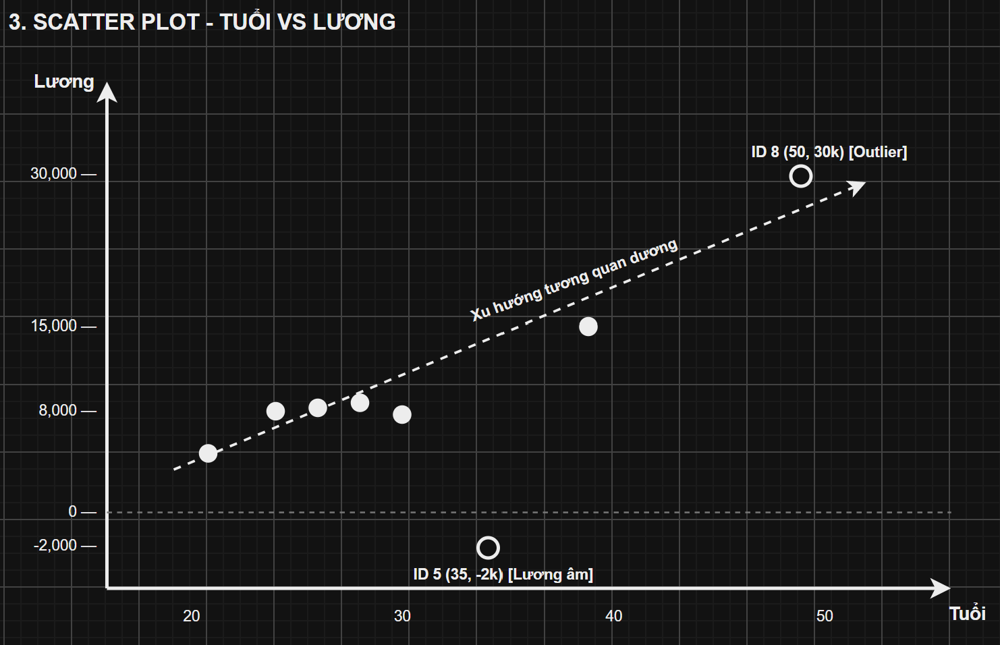 3. SCATTER PLOT - TUỔI VS LƯƠNG
Lương
ID 8 (50, 30k) [Outlier]
30,000
Xu hướng tương quan dương
15,000
8,000
0
-2,000
ID 5 (35, -2k) [Lương âm]
20 30 40 50 Tuổi